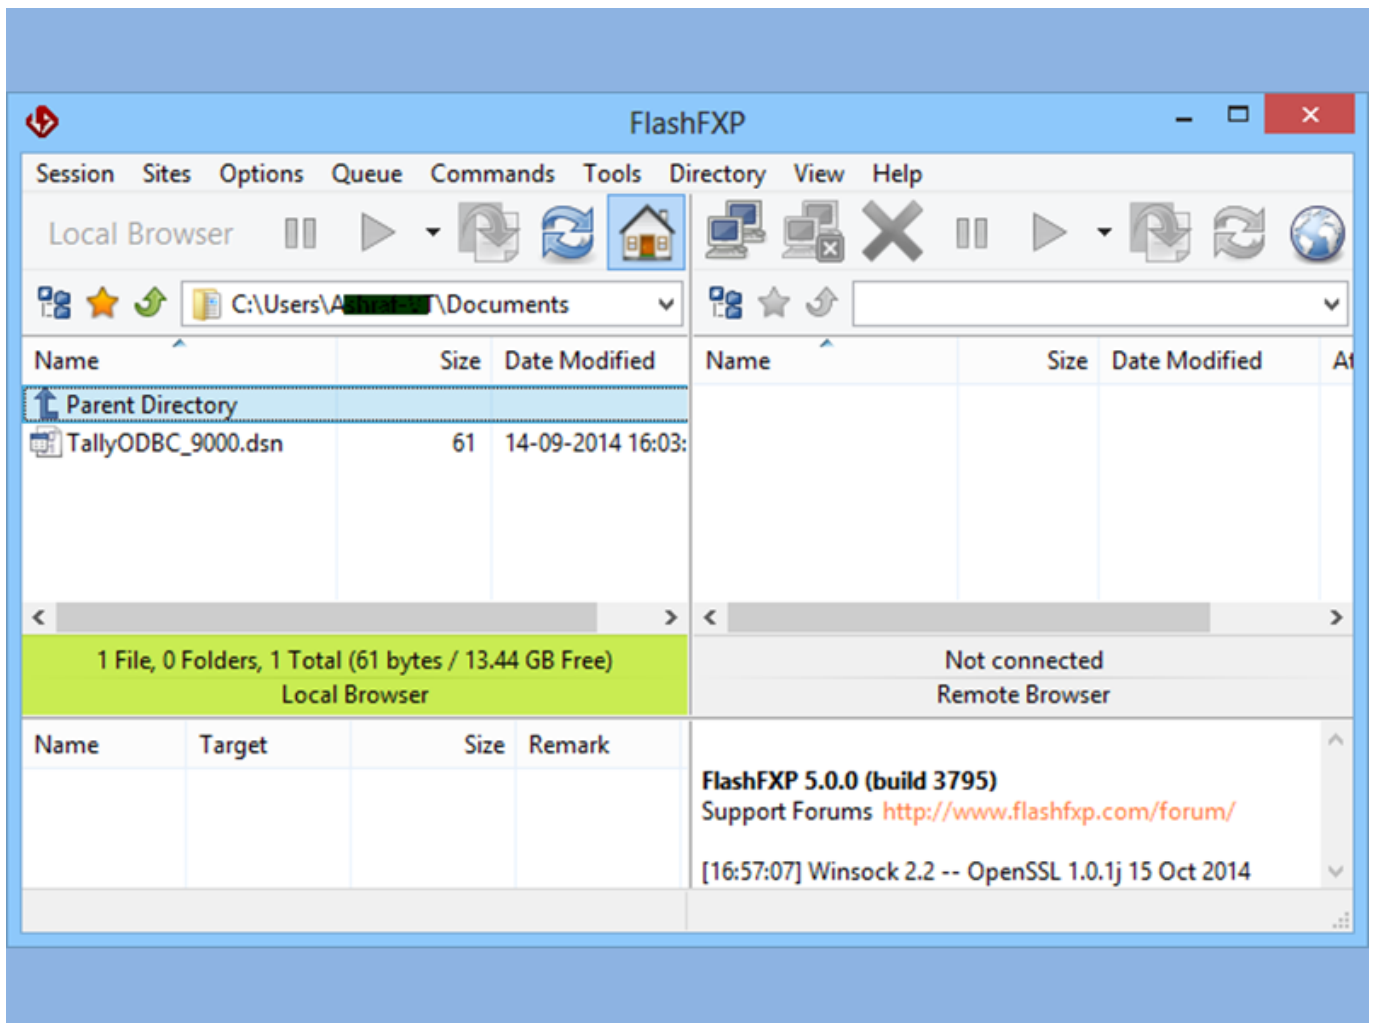 FlashFXP
Session Sites Options Queue Commands Tools Directory View Help
Local Browser
C:\Users\A \Documents
Name Size Date Modified
Name Size Date Modified
Parent Directory
TallyODBC_9000.dsn 61 14-09-2014 16:03:
1 File, 0 Folders, 1 Total (61 bytes / 13.44 GB Free)
Local Browser
Not connected
Remote Browser
Name Target Size Remark
FlashFXP 5.0.0 (build 3795)
Support Forums http://www.flashfxp.com/forum/
[16:57:07] Winsock 2.2 -- OpenSSL 1.0.1j 15 Oct 2014